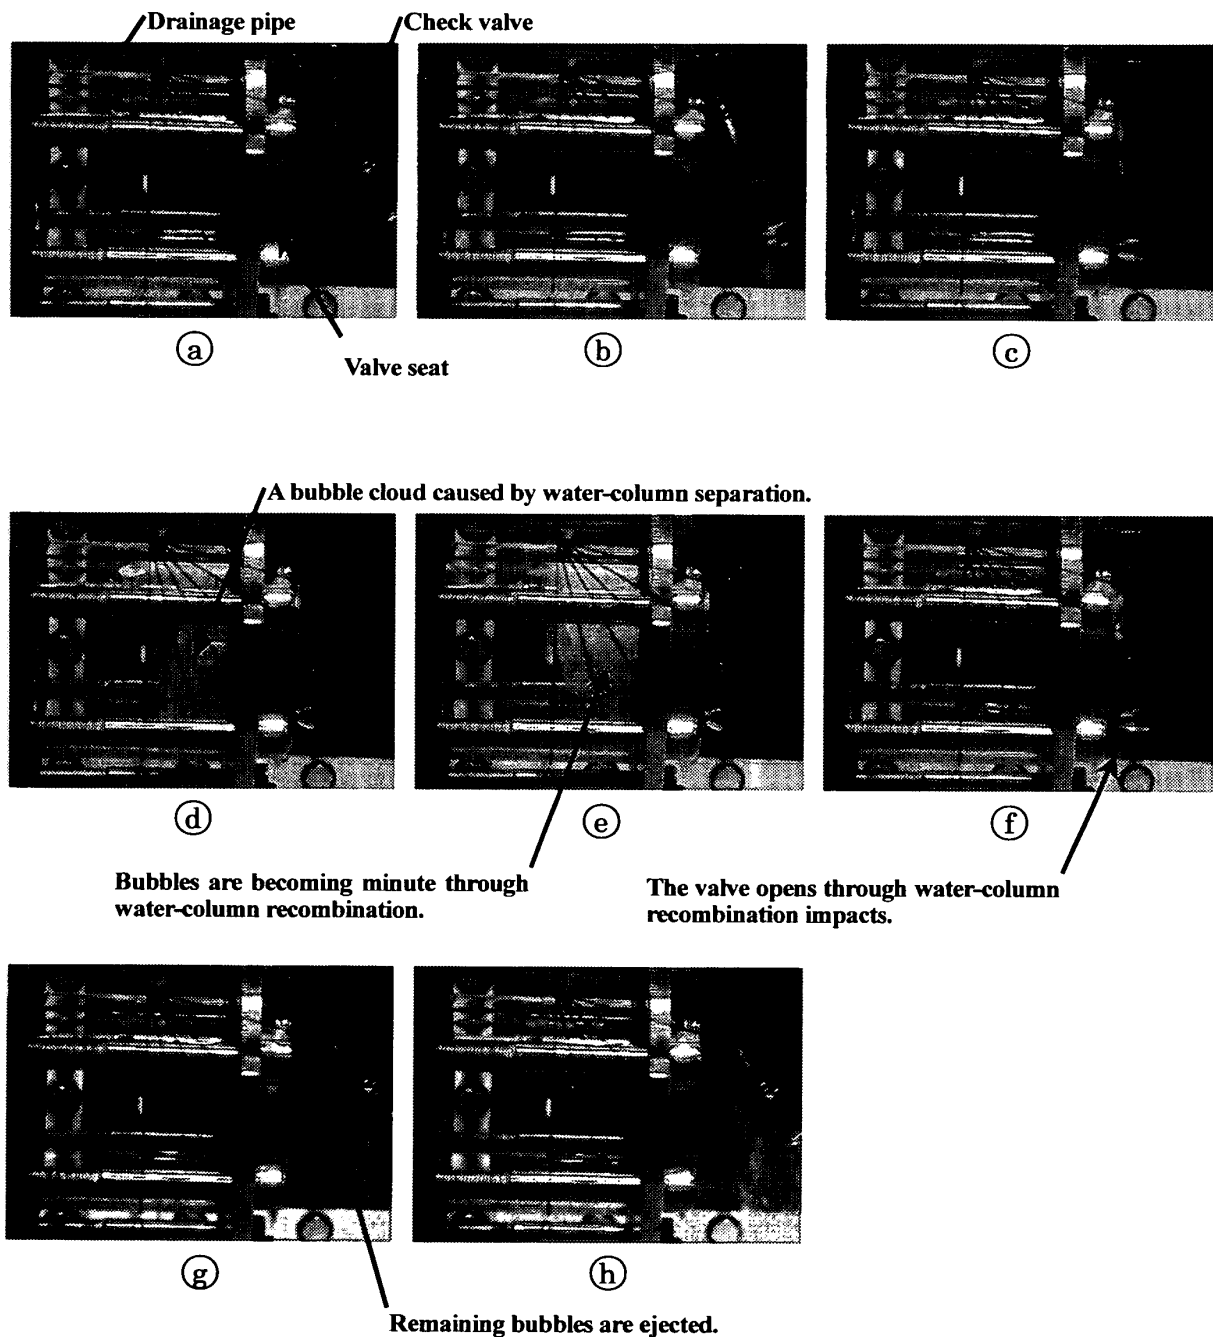 Drainage pipe
Check valve
ⓐ
ⓑ
ⓒ
Valve seat
A bubble cloud caused by water-column separation.
ⓓ
ⓔ
ⓕ
Bubbles are becoming minute through
water-column recombination.
The valve opens through water-column
recombination impacts.
ⓖ
ⓗ
Remaining bubbles are ejected.